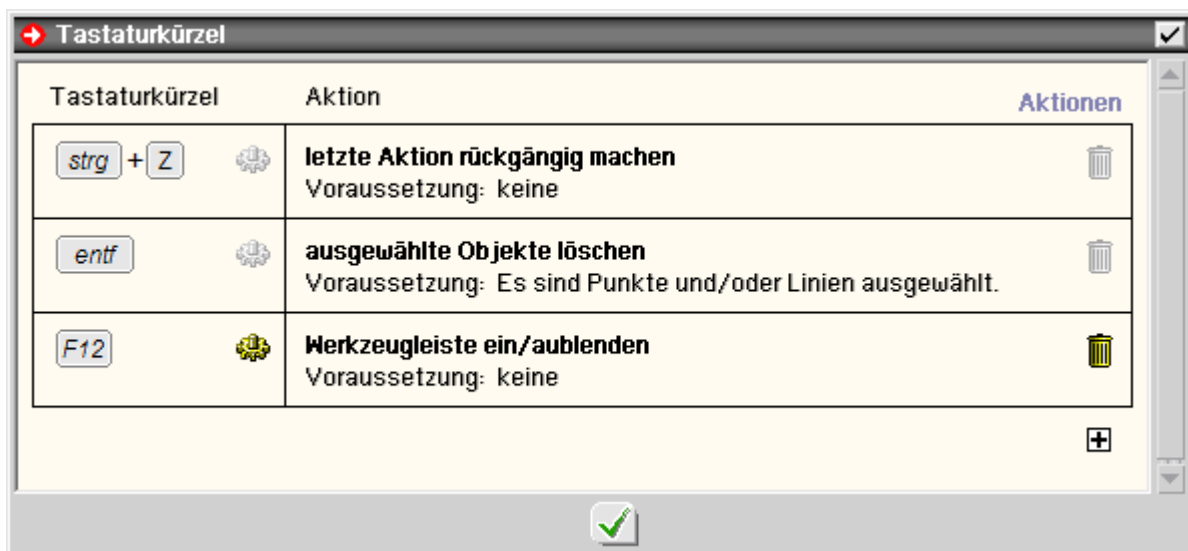 Tastaturkürzel
Tastaturkürzel Aktion Aktionen
strg + Z letzte Aktion rückgängig machen
Voraussetzung: keine
entf ausgewählte Objekte löschen
Voraussetzung: Es sind Punkte und/oder Linien ausgewählt.
F12 Werkzeugleiste ein/aublenden
Voraussetzung: keine